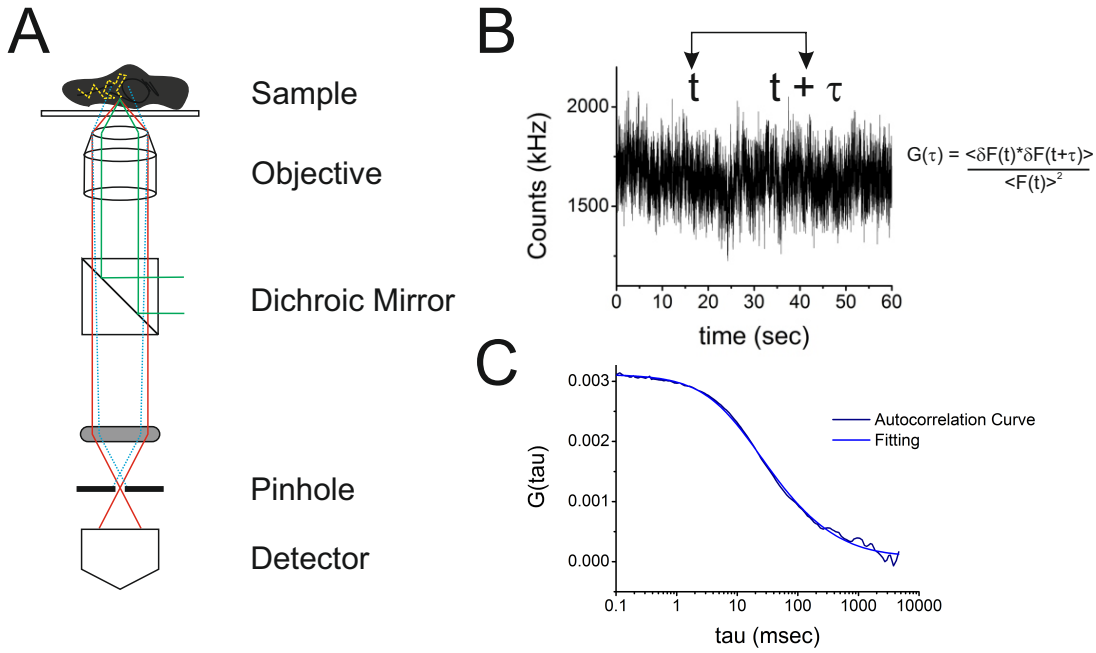 A
Sample
Objective
Dichroic Mirror
Pinhole
Detector
B
t t + τ
Counts (kHz)
2000
1500
0 10 20 30 40 50 60
time (sec)
G(τ) = <δF(t)*δF(t+τ)>
<F(t)>²
C
G(tau)
0.003
0.002
0.001
0.000
0.1 1 10 100 1000 10000
tau (msec)
Autocorrelation Curve
Fitting